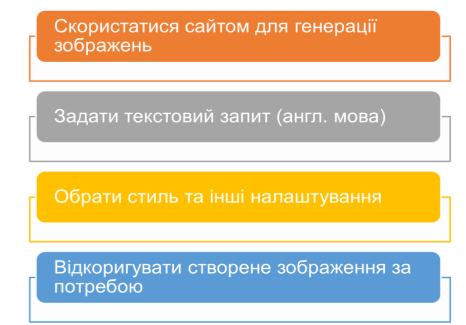 Скористатися сайтом для генерації
зображень
Задати текстовий запит (англ. мова)
Обрати стиль та інші налаштування
Відкоригувати створене зображення за
потребою